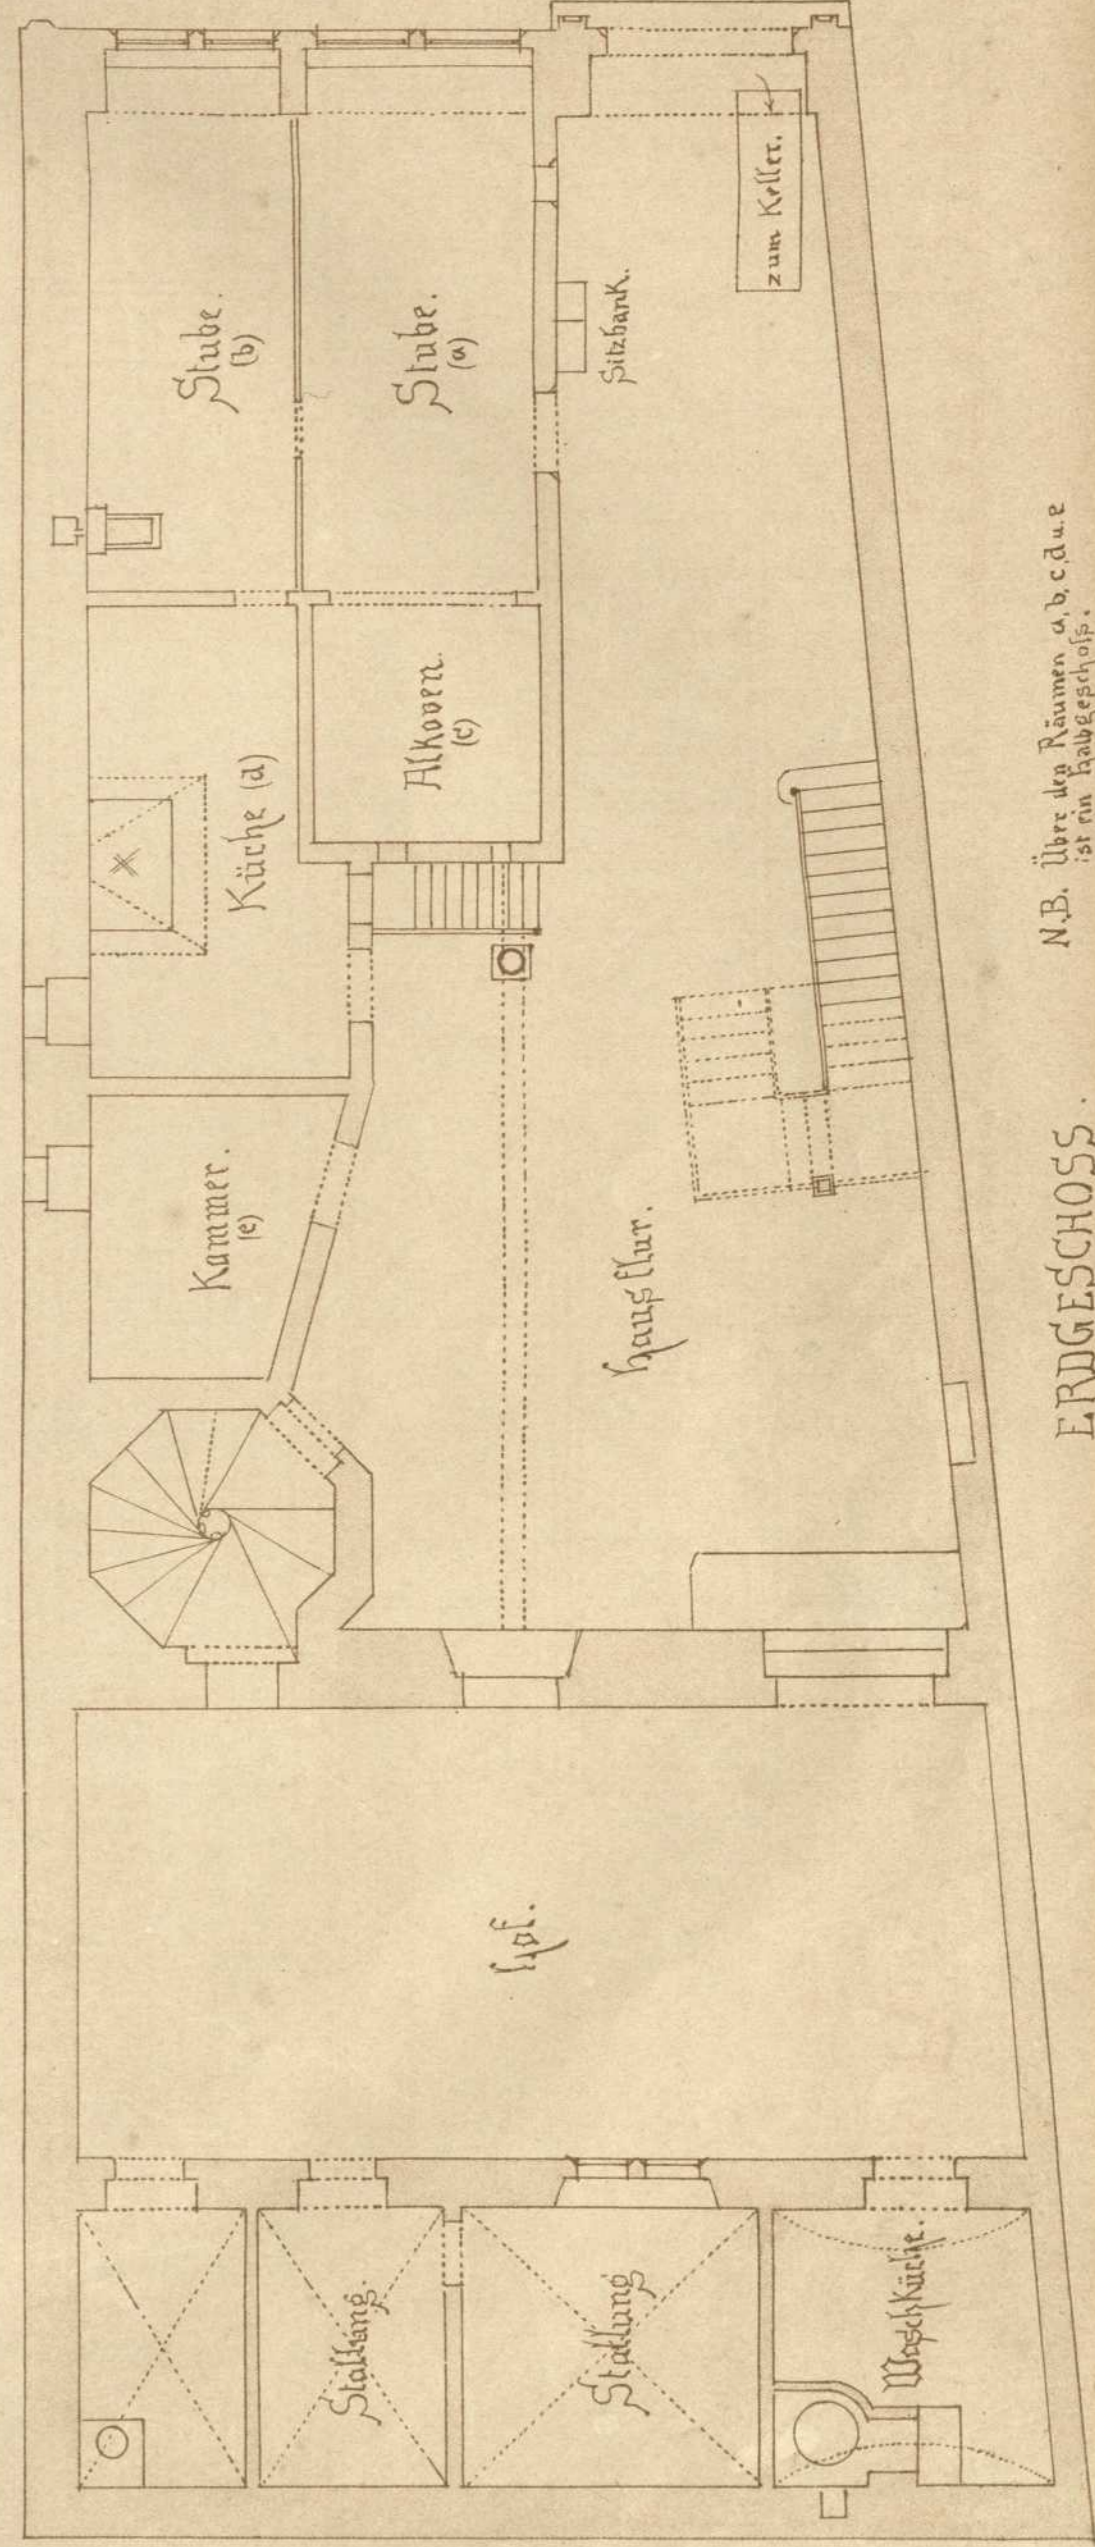 Stube.
(b)
Stube.
(a)
Sitzbank.
zum Keller.
Küche (d)
Alkoven.
(c)
Kammer.
(e)
Hausflur.
Hof.
Stallung.
Stallung
Waschküche.
N.B. Über den Räumen a, b, c, d u. e
ist ein Halbgeschoß.
ERDGESCHOSS.